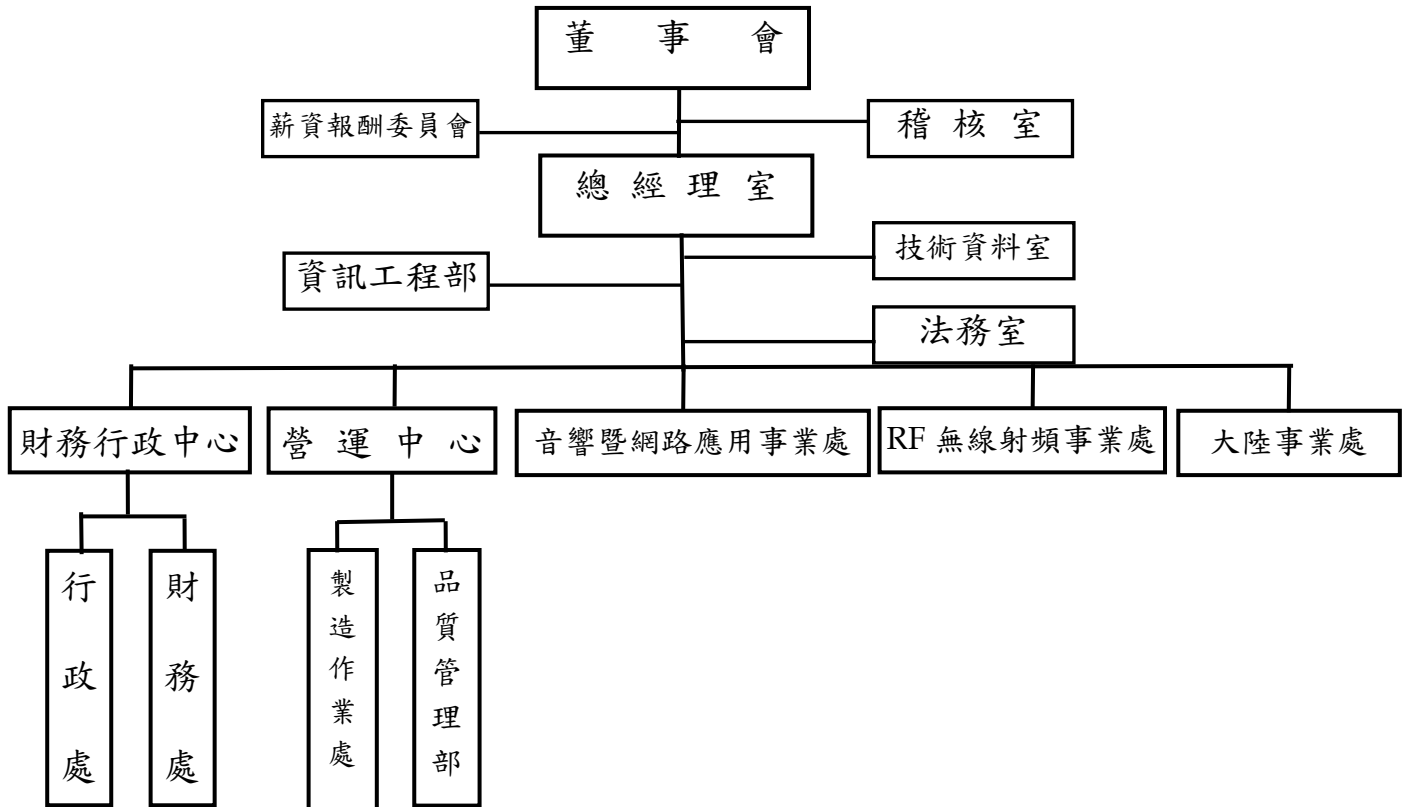 董事會
薪資報酬委員會
稽核室
總經理室
技術資料室
資訊工程部
法務室
財務行政中心
營運中心
音響暨網路應用事業處
RF 無線射頻事業處
大陸事業處
行政處
財務處
製造作業處
品質管理部